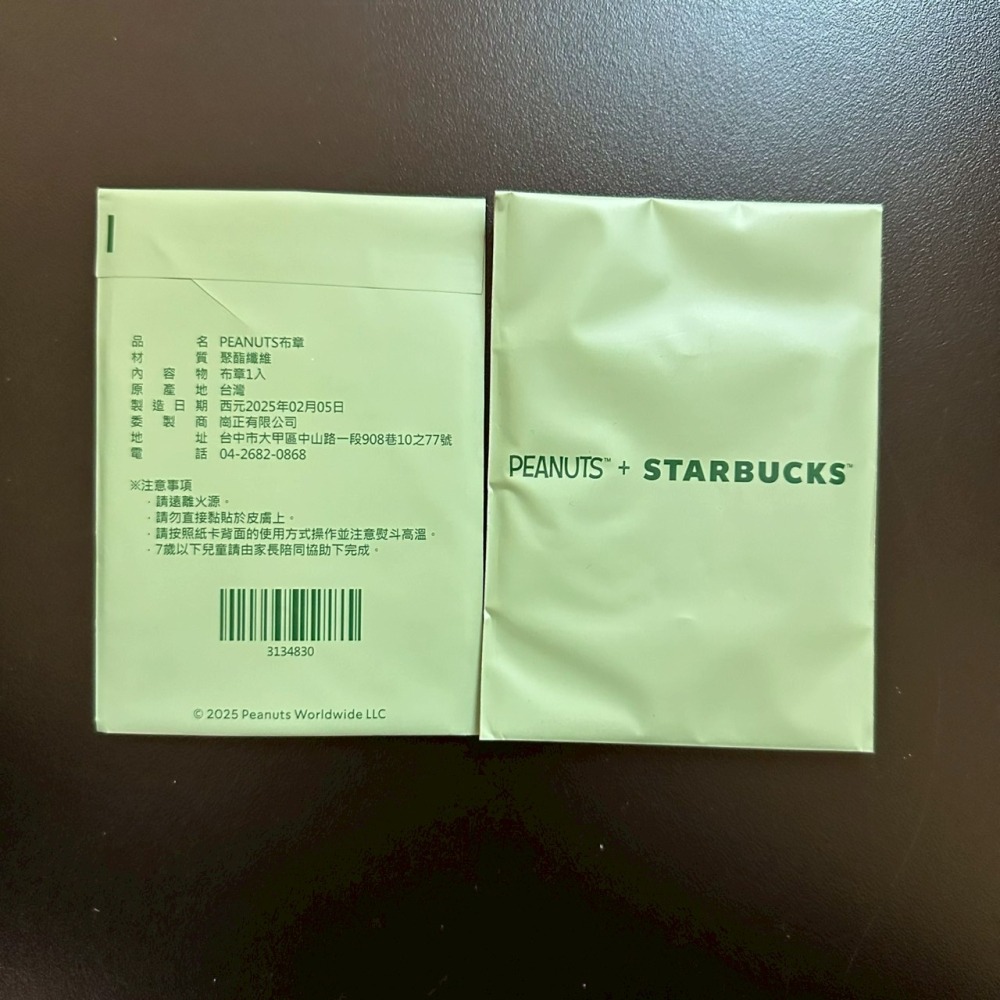 品名 PEANUTS布章
材質 聚酯纖維
內容物 布章1入
原產地 台灣
製造日期 西元2025年02月05日
委製商 崗正有限公司
地址 台中市大甲區中山路一段908巷10之77號
電話 04-2682-0868
※注意事項
·請遠離火源。
·請勿直接黏貼於皮膚上。
·請按照紙卡背面的使用方式操作並注意熨斗高溫。
·7歲以下兒童請由家長陪同協助下完成。
3134830
© 2025 Peanuts Worldwide LLC
PEANUTS™ + STARBUCKS™